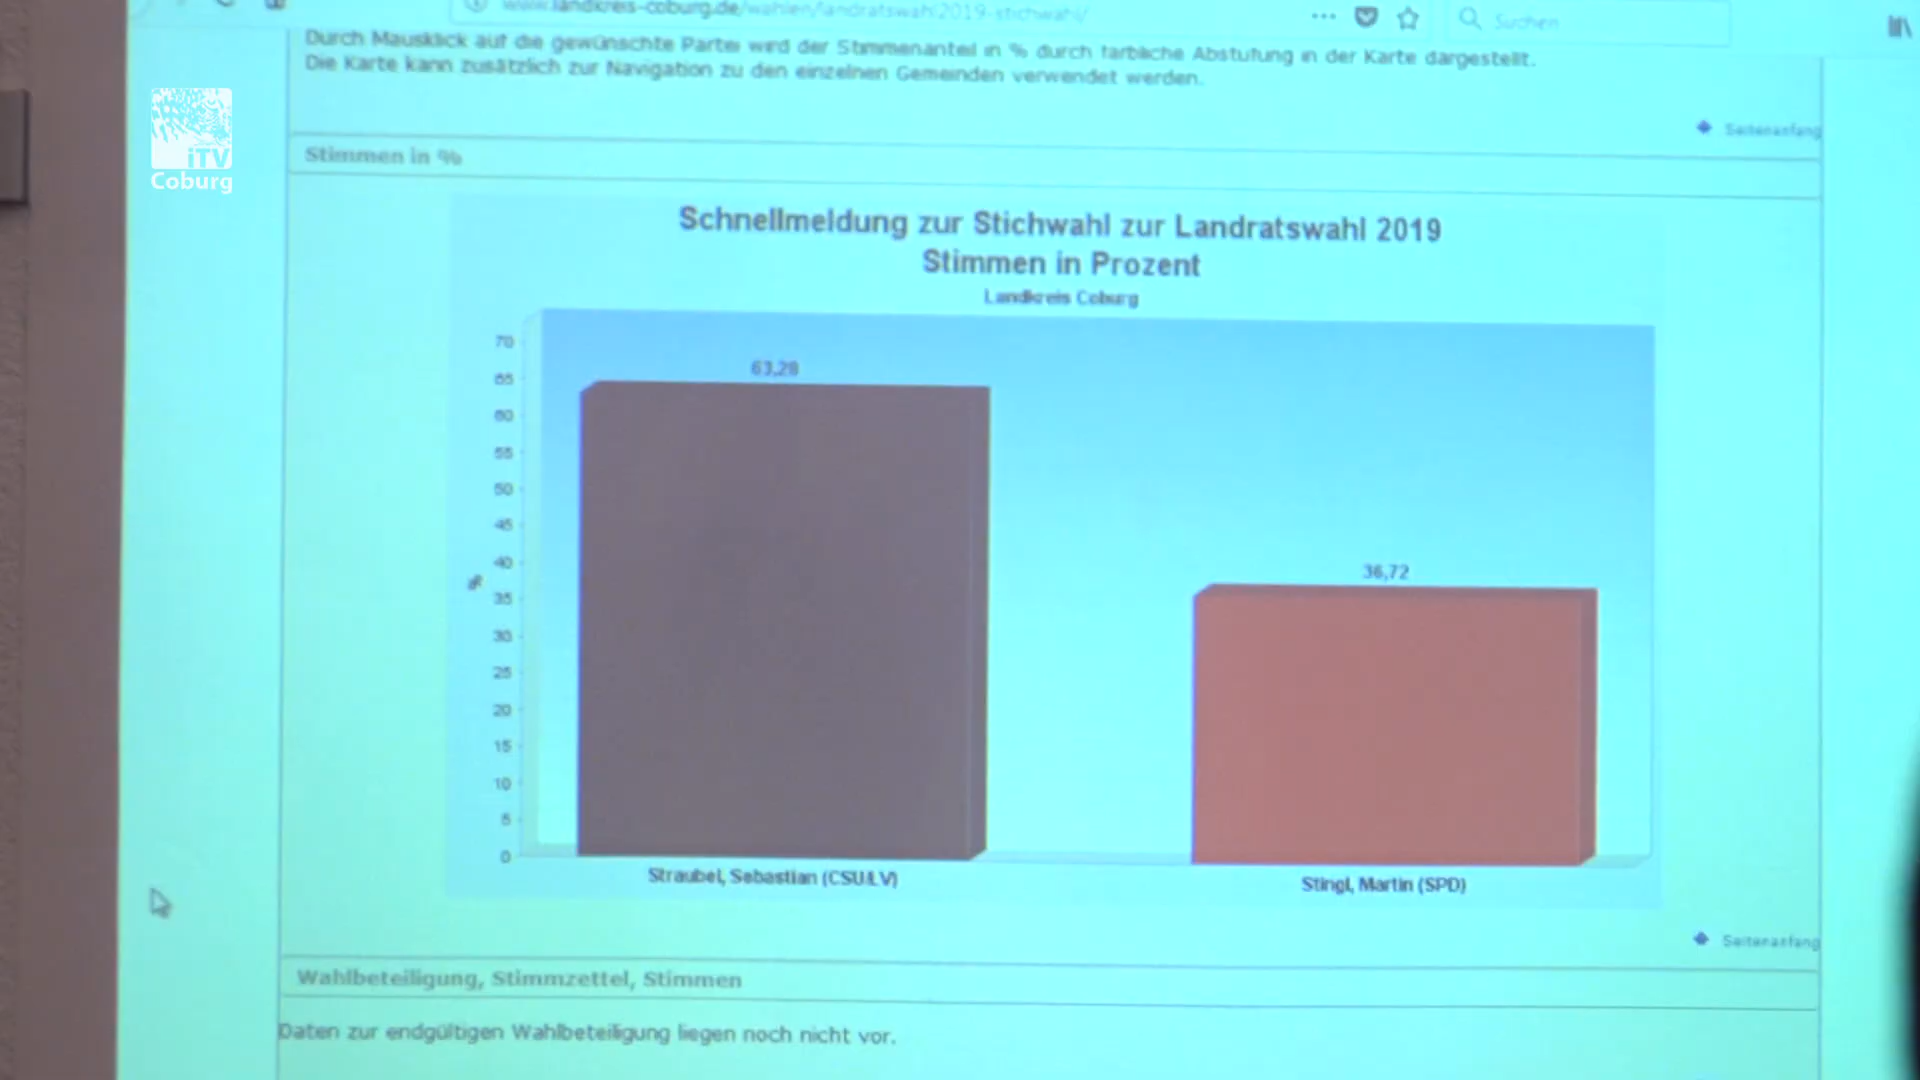 www.landkreis-coburg.de/wahlen/landratswahl2019-stichwahl/
Suchen
Durch Mausklick auf die gewünschte Partei wird der Stimmenanteil in % durch farbliche Abstufung in der Karte dargestellt.
Die Karte kann zusätzlich zur Navigation zu den einzelnen Gemeinden verwendet werden.
iTV
Coburg
Seitenanfang
Stimmen in %
Schnellmeldung zur Stichwahl zur Landratswahl 2019
Stimmen in Prozent
Landkreis Coburg
70
65
60
55
50
45
40
35
30
25
20
15
10
5
0
%
63,28
36,72
Straubel, Sebastian (CSU/LV)
Stingl, Martin (SPD)
Seitenanfang
Wahlbeteiligung, Stimmzettel, Stimmen
Daten zur endgültigen Wahlbeteiligung liegen noch nicht vor.